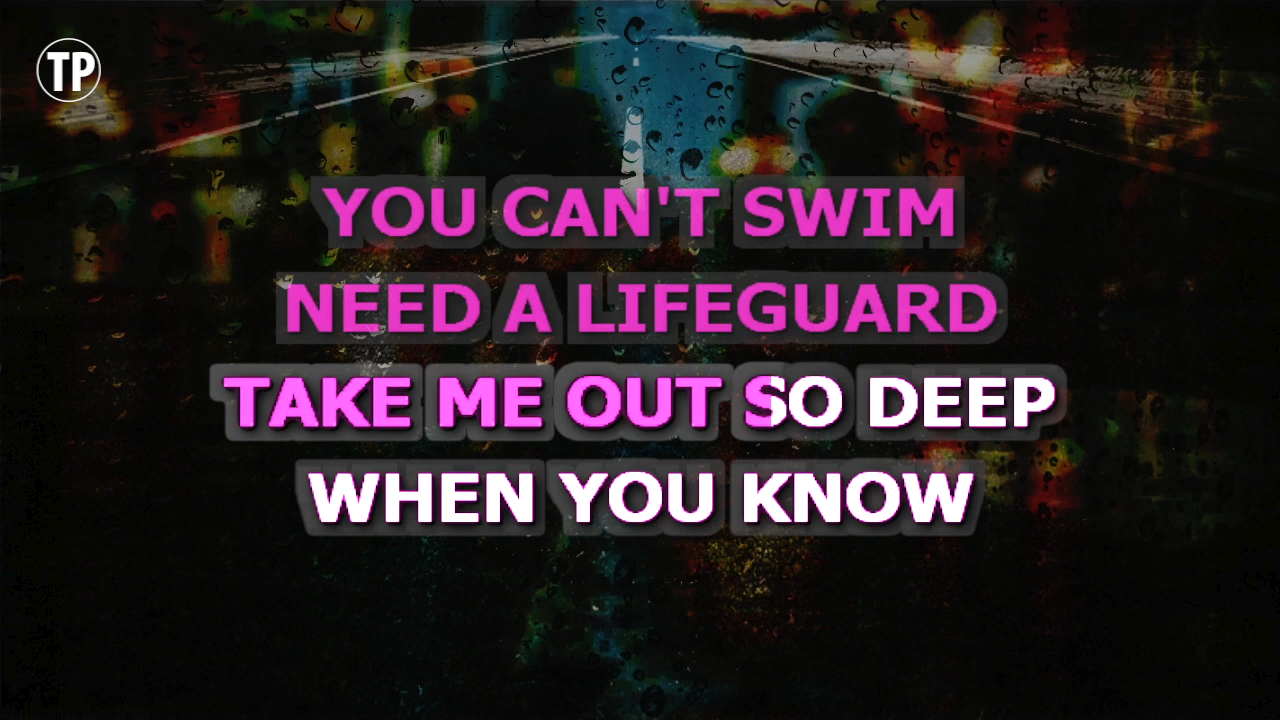 TP
YOU CAN'T SWIM
NEED A LIFEGUARD
TAKE ME OUT SO DEEP
WHEN YOU KNOW